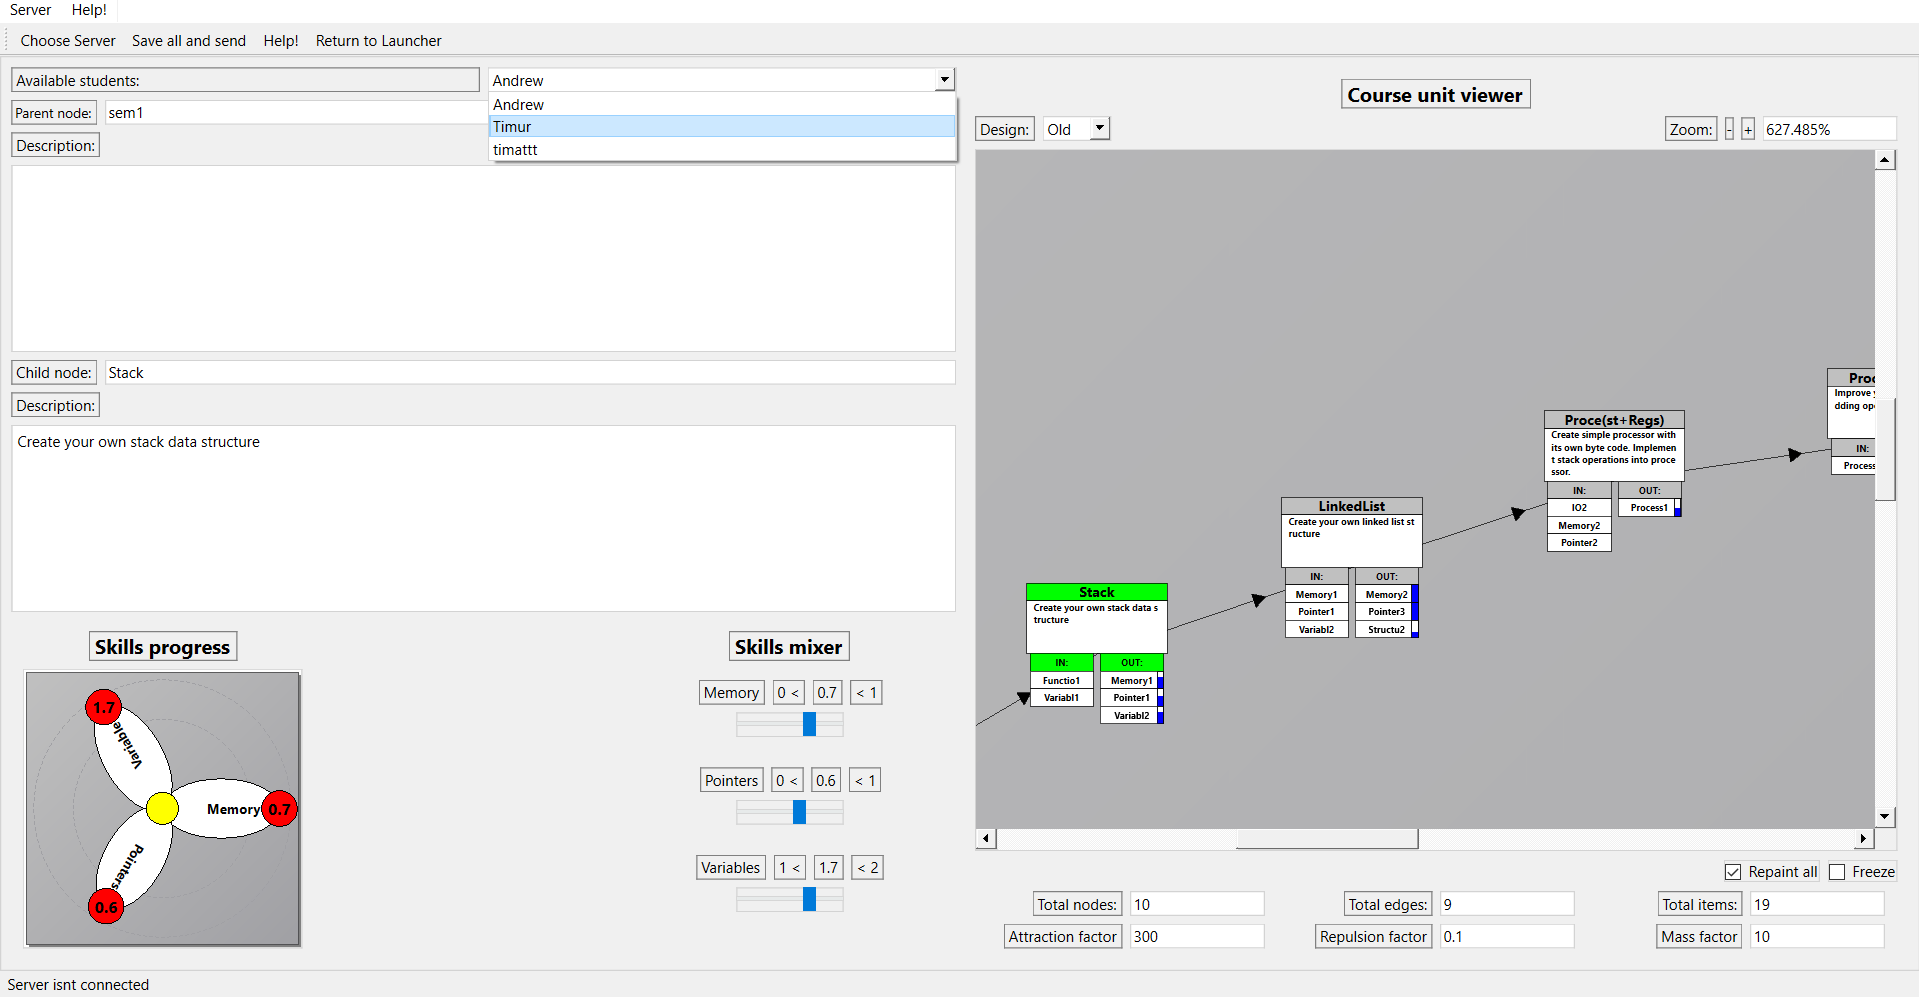 Server Help!
Choose Server Save all and send Help! Return to Launcher
Available students:
Andrew
Andrew
Timur
timattt
Parent node: sem1
Description:
Child node: Stack
Description:
Create your own stack data structure
Skills progress
1.7
Variable
Memory
0.7
Pointers
0.6
Skills mixer
Memory 0 < 0.7 < 1
Pointers 0 < 0.6 < 1
Variables 1 < 1.7 < 2
Course unit viewer
Design: Old
Zoom: - + 627.485%
Stack
Create your own stack data s
tructure
IN: OUT:
Functio1 Memory1
Variabl1 Pointer1
Variabl2
LinkedList
Create your own linked list st
ructure
IN: OUT:
Memory1 Memory2
Pointer1 Pointer3
Variabl2 Structu2
Proce(st+Regs)
Create simple processor with
its own byte code. Implemen
t stack operations into proce
ssor.
IN: OUT:
IO2 Process1
Memory2
Pointer2
Proc
Improve
dding op
IN:
Process
Repaint all Freeze
Total nodes: 10 Total edges: 9 Total items: 19
Attraction factor 300 Repulsion factor 0.1 Mass factor 10
Server isnt connected